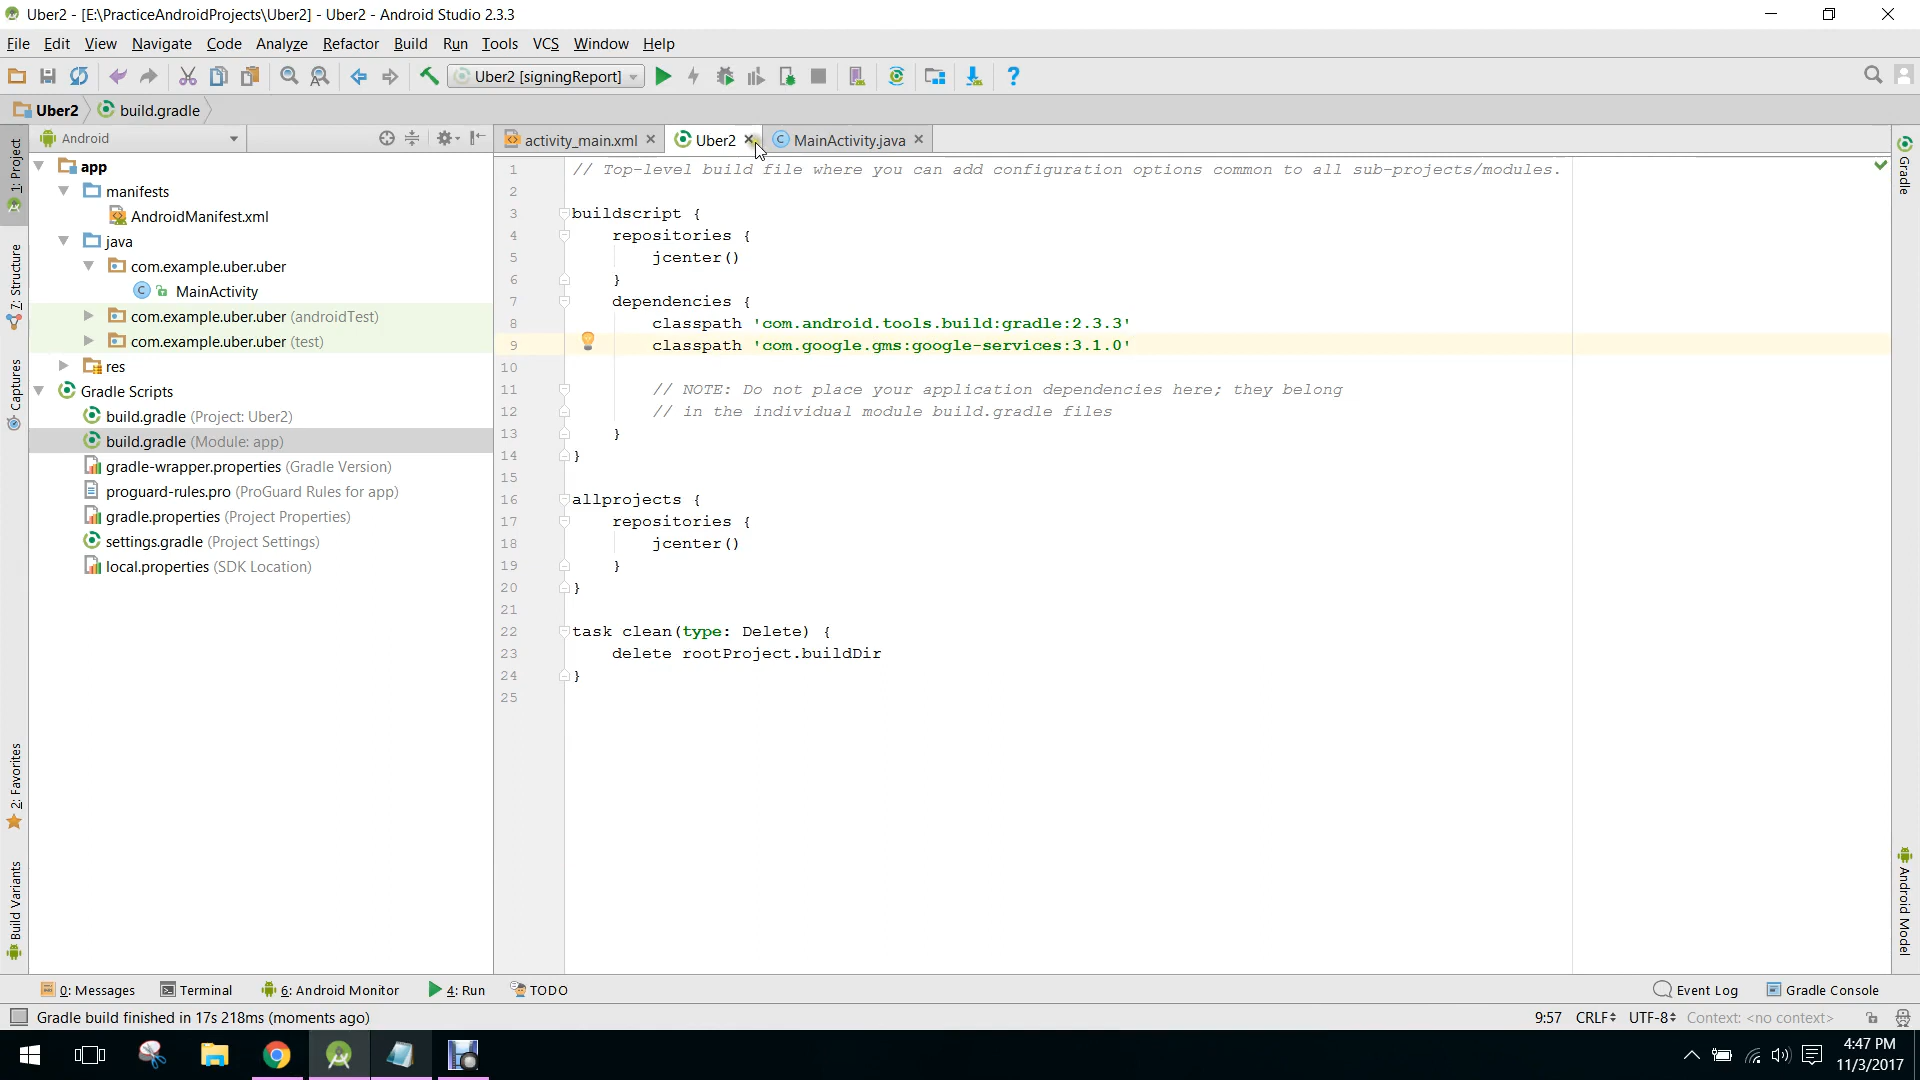 Uber2 - [E:\PracticeAndroidProjects\Uber2] - Uber2 - Android Studio 2.3.3
File Edit View Navigate Code Analyze Refactor Build Run Tools VCS Window Help
Uber2 [signingReport]
Uber2 build.gradle
Android
activity_main.xml Uber2 MainActivity.java
1: Project
7: Structure
Captures
2: Favorites
Build Variants
app
manifests
AndroidManifest.xml
java
com.example.uber.uber
MainActivity
com.example.uber.uber (androidTest)
com.example.uber.uber (test)
res
Gradle Scripts
build.gradle (Project: Uber2)
build.gradle (Module: app)
gradle-wrapper.properties (Gradle Version)
proguard-rules.pro (ProGuard Rules for app)
gradle.properties (Project Properties)
settings.gradle (Project Settings)
local.properties (SDK Location)
1 // Top-level build file where you can add configuration options common to all sub-projects/modules.
2
3 buildscript {
4 repositories {
5 jcenter()
6 }
7 dependencies {
8 classpath 'com.android.tools.build:gradle:2.3.3'
9 classpath 'com.google.gms:google-services:3.1.0'
10
11 // NOTE: Do not place your application dependencies here; they belong
12 // in the individual module build.gradle files
13 }
14 }
15
16 allprojects {
17 repositories {
18 jcenter()
19 }
20 }
21
22 task clean(type: Delete) {
23 delete rootProject.buildDir
24 }
25
Gradle
Android Model
0: Messages Terminal 6: Android Monitor 4: Run TODO Event Log Gradle Console
Gradle build finished in 17s 218ms (moments ago) 9:57 CRLF UTF-8 Context: <no context>
4:47 PM
11/3/2017